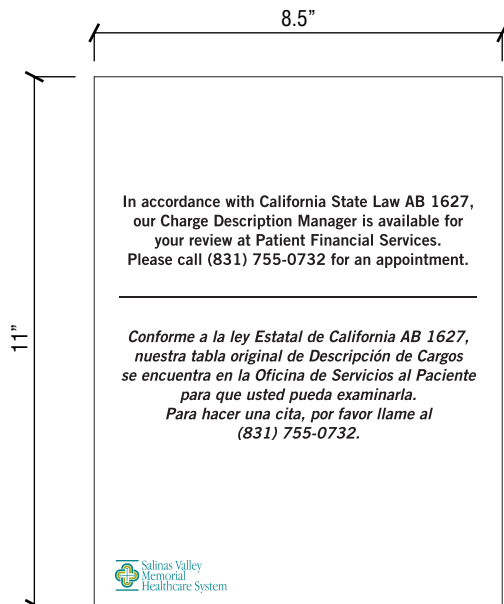 8.5”
11”
In accordance with California State Law AB 1627,
our Charge Description Manager is available for
your review at Patient Financial Services.
Please call (831) 755-0732 for an appointment.
Conforme a la ley Estatal de California AB 1627,
nuestra tabla original de Descripción de Cargos
se encuentra en la Oficina de Servicios al Paciente
para que usted pueda examinarla.
Para hacer una cita, por favor llame al
(831) 755-0732.
Salinas Valley
Memorial
Healthcare System